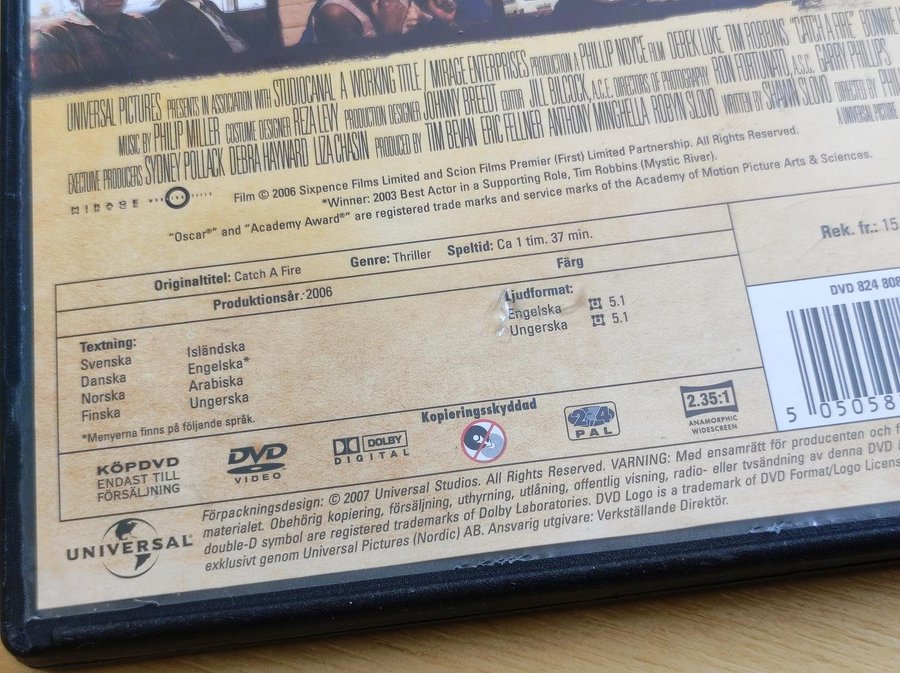 UNIVERSAL PICTURES PRESENTS IN ASSOCIATION WITH STUDIOCANAL A WORKING TITLE / MIRAGE ENTERPRISES PRODUCTION A PHILLIP NOYCE FILM DEREK LUKE TIM ROBBINS "CATCH A FIRE"
MUSIC BY PHILIP MILLER COSTUME DESIGNER REZA LEVY PRODUCTION DESIGNER JOHNNY BREEDT EDITOR JILL BILCOCK, A.C.E. DIRECTORS OF PHOTOGRAPHY RON FORTUNATO, A.S.C. GARRY PHILLIPS
EXECTUIVE PRODUCERS SYDNEY POLLACK DEBRA HAYWARD LIZA CHASIN PRODUCED BY TIM BEVAN ERIC FELLNER ANTHONY MINGHELLA ROBYN SLOVO WRITTEN BY SHAWN SLOVO DIRECTED BY
A UNIVERSAL PICTURE
MIRAGE
Film © 2006 Sixpence Films Limited and Scion Films Premier (First) Limited Partnership. All Rights Reserved.
*Winner: 2003 Best Actor in a Supporting Role, Tim Robbins (Mystic River).
"Oscar®" and "Academy Award®" are registered trade marks and service marks of the Academy of Motion Picture Arts & Sciences.
Originaltitel: Catch A Fire Genre: Thriller Speltid: Ca 1 tim. 37 min.
Rek. fr.: 15
Produktionsår: 2006 Färg
DVD 824 808
Textning:
Svenska
Danska
Norska
Finska
Isländska
Engelska*
Arabiska
Ungerska
*Menyerna finns på följande språk.
Ljudformat:
Engelska 5.1
Ungerska 5.1
5 05058
KÖPDVD
ENDAST TILL
FÖRSÄLJNING
DVD
VIDEO
DOLBY
DIGITAL
Kopieringsskyddad
2+4
PAL
2.35:1
ANAMORPHIC
WIDESCREEN
UNIVERSAL
Förpackningsdesign: © 2007 Universal Studios. All Rights Reserved. VARNING: Med ensamrätt för producenten och
materialet. Obehörig kopiering, försäljning, uthyrning, utlåning, offentlig visning, radio- eller tvsändning av denna DVD
double-D symbol are registered trademarks of Dolby Laboratories. DVD Logo is a trademark of DVD Format/Logo
exklusivt genom Universal Pictures (Nordic) AB. Ansvarig utgivare: Verkställande Direktör.